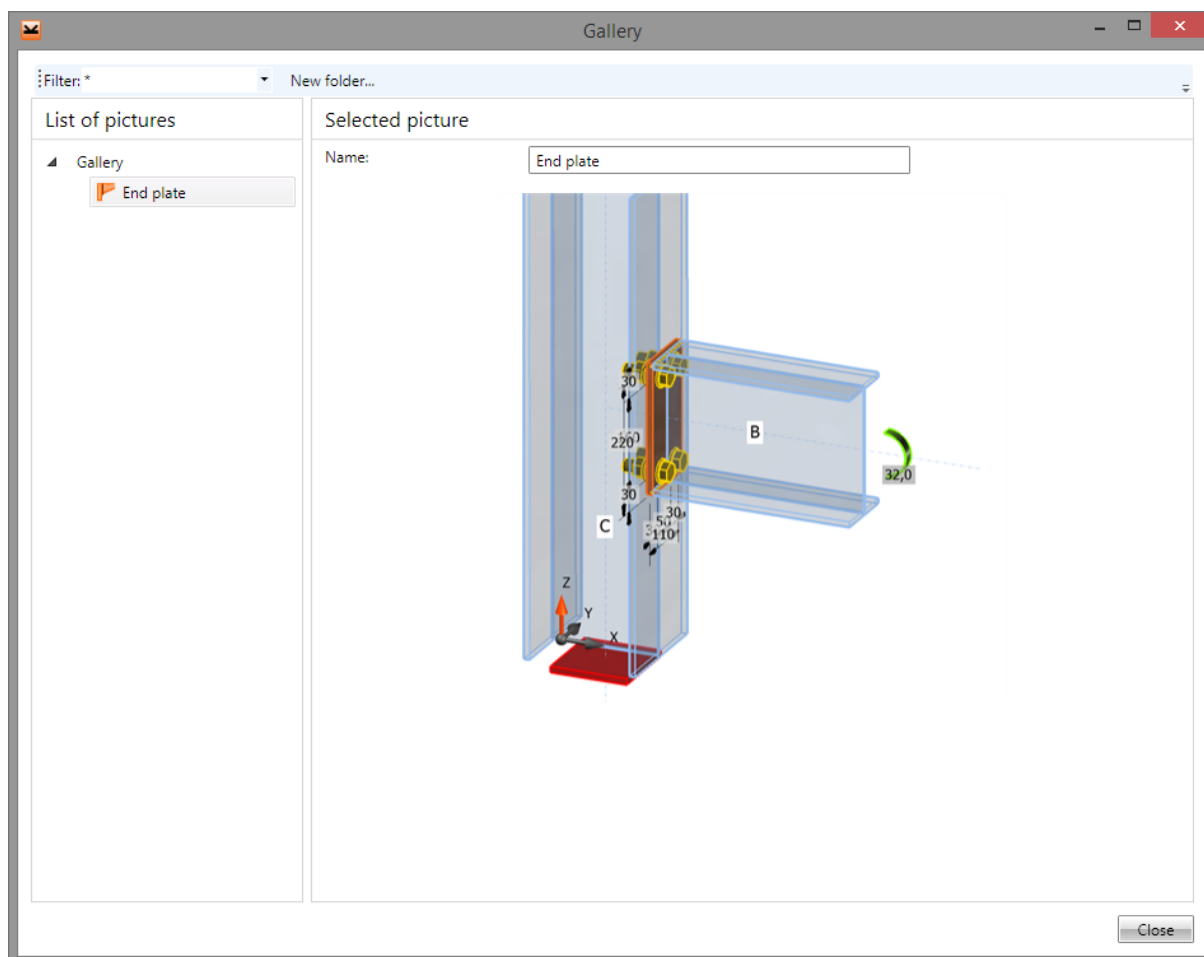 Gallery
Filter: *
New folder...
List of pictures
Selected picture
Gallery
Name:
End plate
End plate
30
220
B
32,0
30
30
50
110
C
Z
Y
X
Close